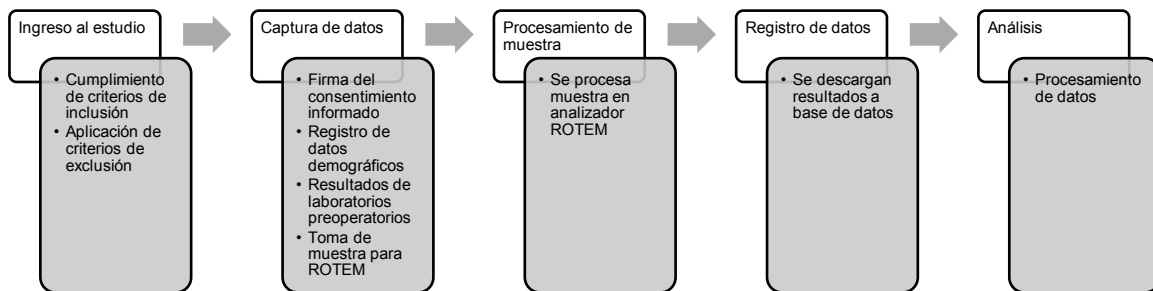 Ingreso al estudio
• Cumplimiento
de criterios de
inclusión
• Aplicación de
criterios de
exclusión
Captura de datos
• Firma del
consentimiento
informado
• Registro de
datos
demográficos
• Resultados de
laboratorios
preoperatorios
• Toma de
muestra para
ROTEM
Procesamiento de
muestra
• Se procesa
muestra en
analizador
ROTEM
Registro de datos
• Se descargan
resultados a
base de datos
Análisis
• Procesamiento
de datos